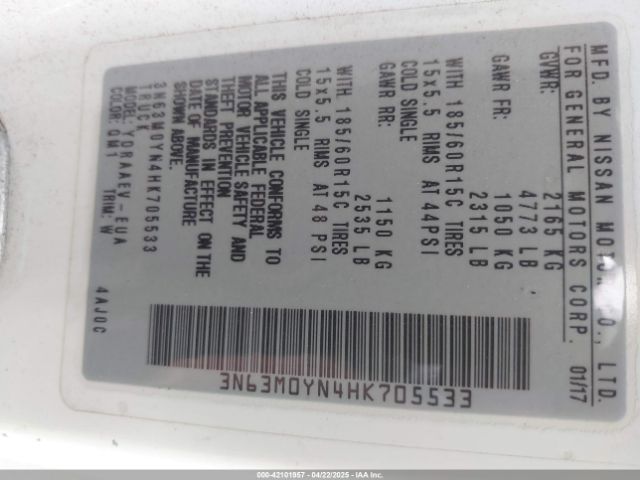 MFD. BY NISSAN MOTOR CO., LTD.
FOR GENERAL MOTORS CORP. 01/17
GVWR: 2165 KG
4773 LB
GAWR FR: 1050 KG
2315 LB
WITH 185/60R15C TIRES
15x5.5 RIMS AT 44PSI
COLD SINGLE
GAWR RR: 1150 KG
2535 LB
WITH 185/60R15C TIRES
15x5.5 RIMS AT 48 PSI
COLD SINGLE
THIS VEHICLE CONFORMS TO
ALL APPLICABLE FEDERAL
MOTOR VEHICLE SAFETY AND
THEFT PREVENTION
STANDARDS IN EFFECT ON THE
DATE OF MANUFACTURE
SHOWN ABOVE.
3N63M0YN4HK705533
TRUCK
MODEL: YDRAAEV-EUA
COLOR: QM1 TRIM: W
4AJ0C
3N63M0YN4HK705533
000-42101957 - 04/22/2025 - Copyright © 2025 IAA, Inc.